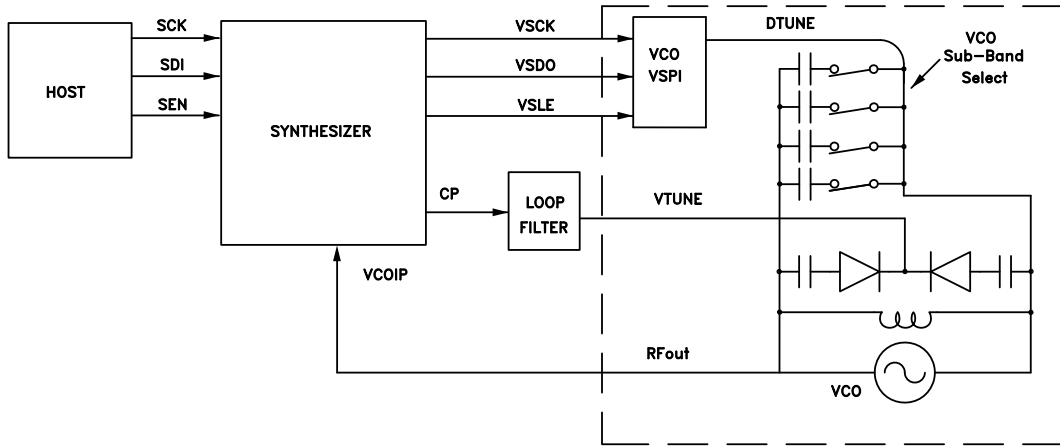 HOST
SCK
SDI
SEN
SYNTHESIZER
VSCK
VSDO
VSLE
VCO
VSPI
DTUNE
VCO
Sub-Band
Select
CP
LOOP
FILTER
VTUNE
VCOIP
RFout
VCO